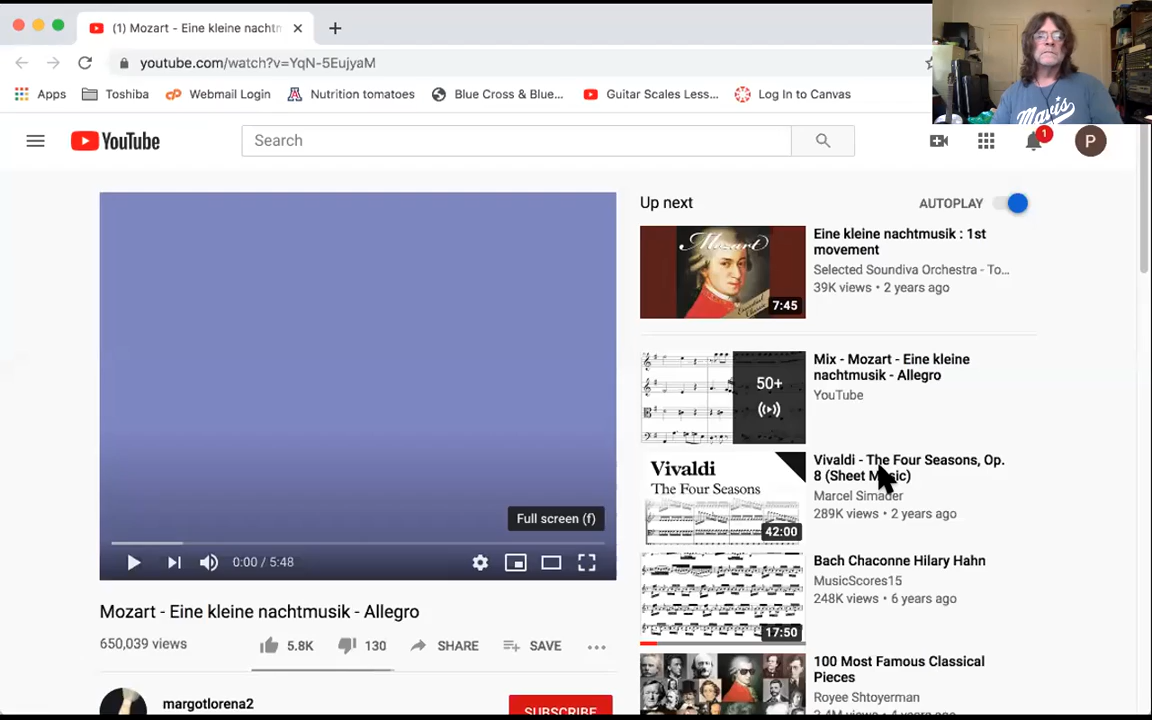 (1) Mozart - Eine kleine nachtn
youtube.com/watch?v=YqN-5EujyaM
Apps Toshiba Webmail Login Nutrition tomatoes Blue Cross & Blue... Guitar Scales Less... Log In to Canvas
Mavis
YouTube
Search
1
P
Up next
AUTOPLAY
Mozart
7:45
Eine kleine nachtmusik : 1st
movement
Selected Soundiva Orchestra - To...
39K views • 2 years ago
50+
Mix - Mozart - Eine kleine
nachtmusik - Allegro
YouTube
Vivaldi
The Four Seasons
42:00
Vivaldi - The Four Seasons, Op.
8 (Sheet Music)
Marcel Simader
289K views • 2 years ago
17:50
Bach Chaconne Hilary Hahn
MusicScores15
248K views • 6 years ago
100 Most Famous Classical
Pieces
Royee Shtoyerman
Full screen (f)
0:00 / 5:48
Mozart - Eine kleine nachtmusik - Allegro
650,039 views
5.8K 130 SHARE SAVE
margotlorena2
SUBSCRIBE